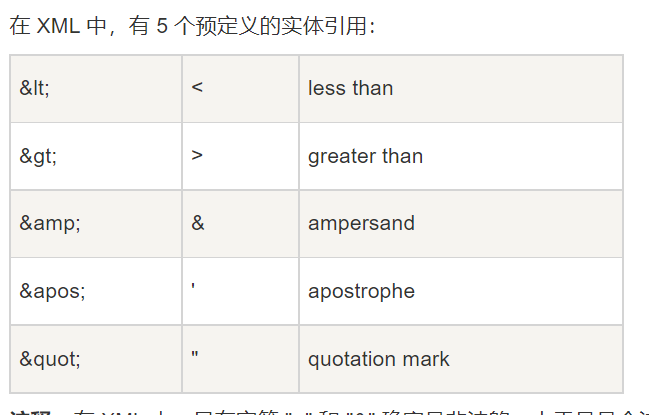 在 XML 中，有 5 个预定义的实体引用：
&lt; < less than
&gt; > greater than
&amp; & ampersand
&apos; ' apostrophe
&quot; " quotation mark